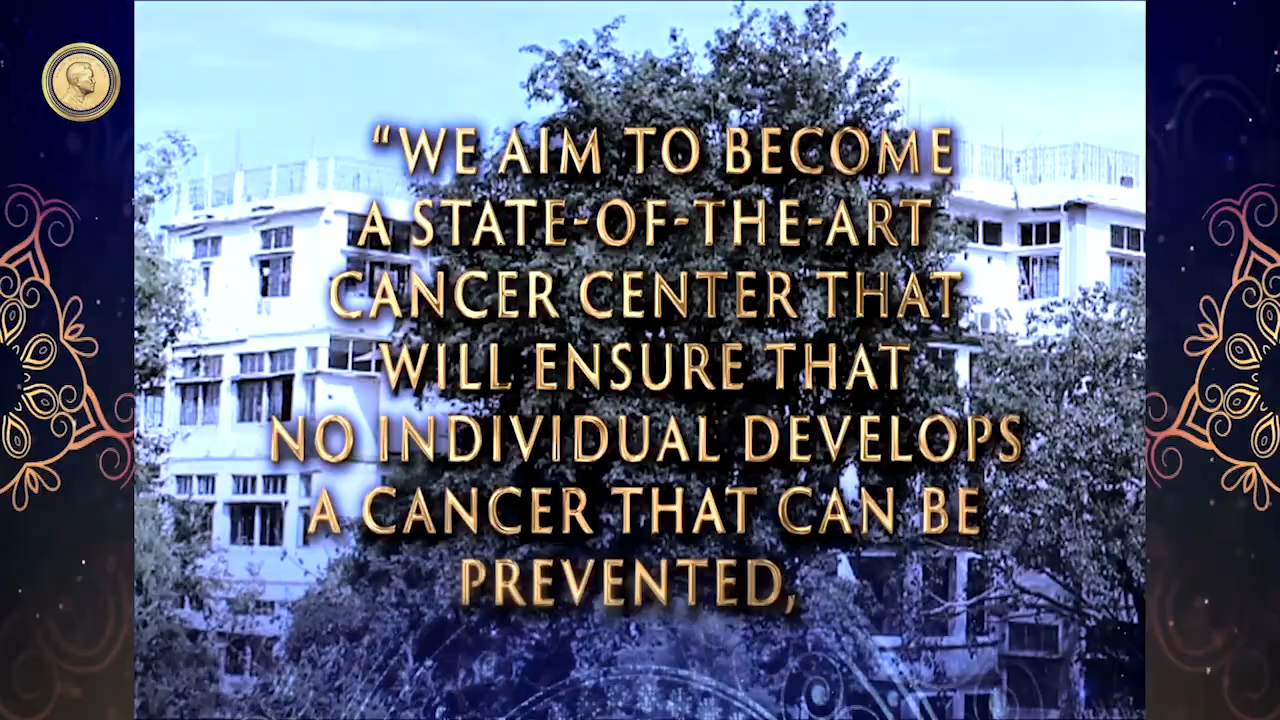 “WE AIM TO BECOME
A STATE-OF-THE-ART
CANCER CENTER THAT
WILL ENSURE THAT
NO INDIVIDUAL DEVELOPS
A CANCER THAT CAN BE
PREVENTED,